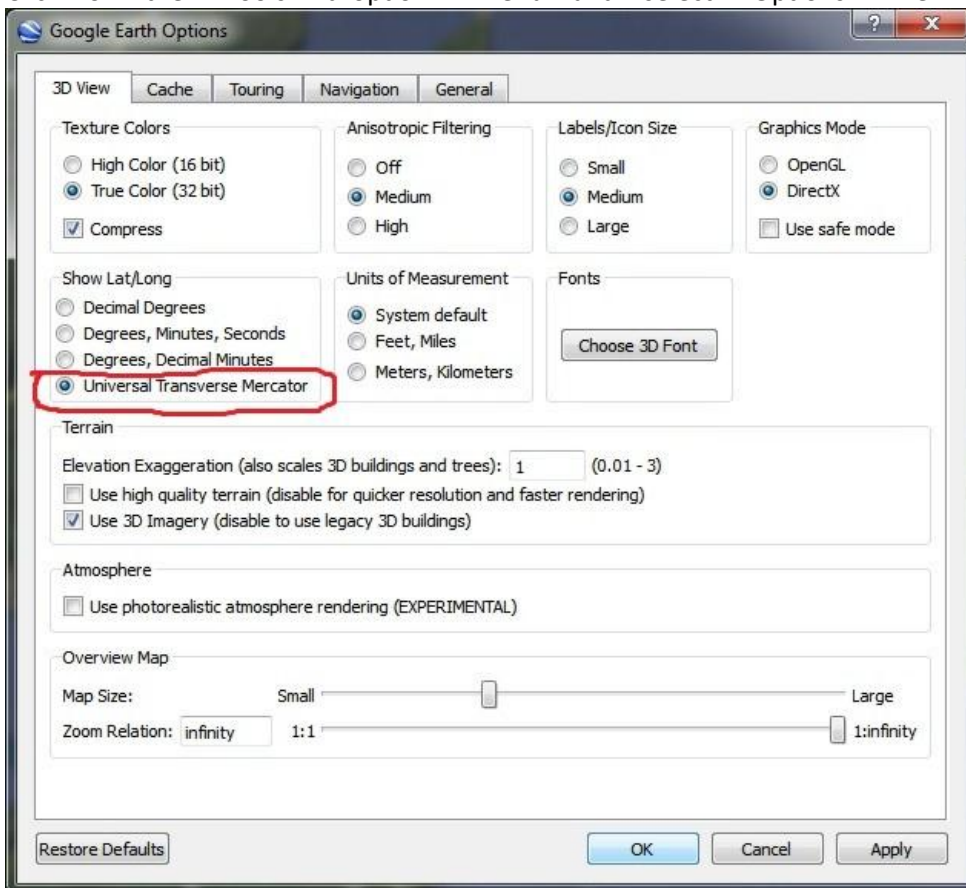 Google Earth Options
?
X
3D View
Cache
Touring
Navigation
General
Texture Colors
High Color (16 bit)
True Color (32 bit)
Compress
Anisotropic Filtering
Off
Medium
High
Labels/Icon Size
Small
Medium
Large
Graphics Mode
OpenGL
DirectX
Use safe mode
Show Lat/Long
Decimal Degrees
Degrees, Minutes, Seconds
Degrees, Decimal Minutes
Universal Transverse Mercator
Units of Measurement
System default
Feet, Miles
Meters, Kilometers
Fonts
Choose 3D Font
Terrain
Elevation Exaggeration (also scales 3D buildings and trees): 1 (0.01 - 3)
Use high quality terrain (disable for quicker resolution and faster rendering)
Use 3D Imagery (disable to use legacy 3D buildings)
Atmosphere
Use photorealistic atmosphere rendering (EXPERIMENTAL)
Overview Map
Map Size: Small Large
Zoom Relation: infinity 1:1 1:infinity
Restore Defaults
OK
Cancel
Apply